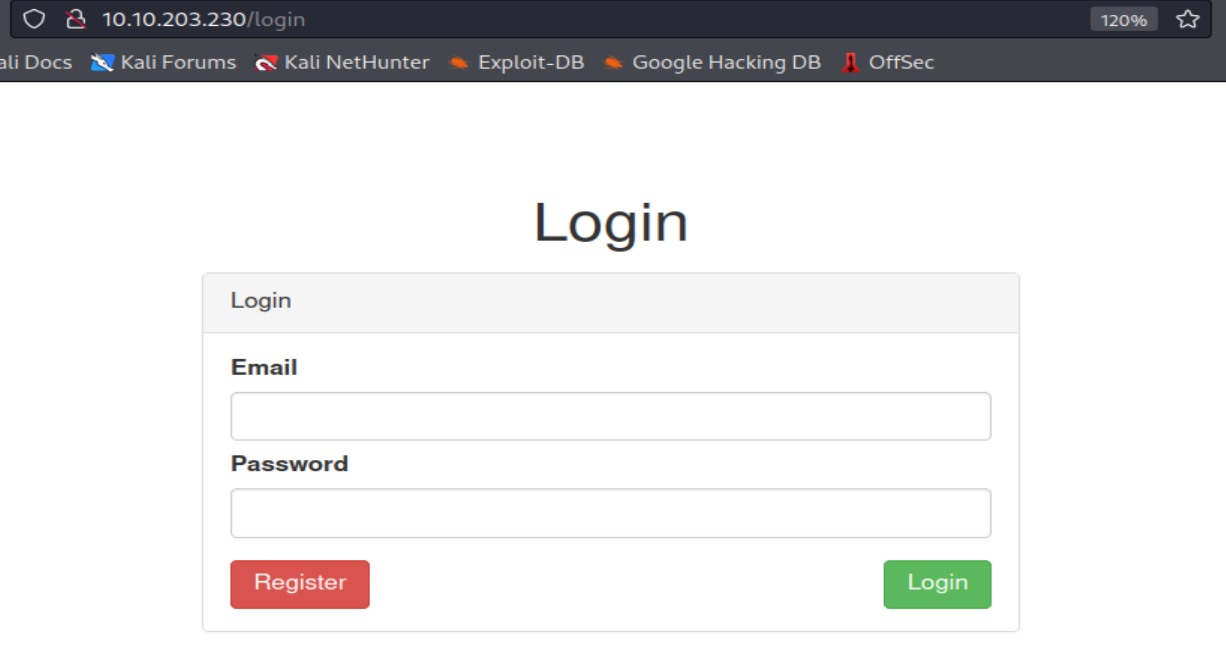 10.10.203.230/login 120%
ali Docs Kali Forums Kali NetHunter Exploit-DB Google Hacking DB OffSec
Login
Login
Email
Password
Register Login